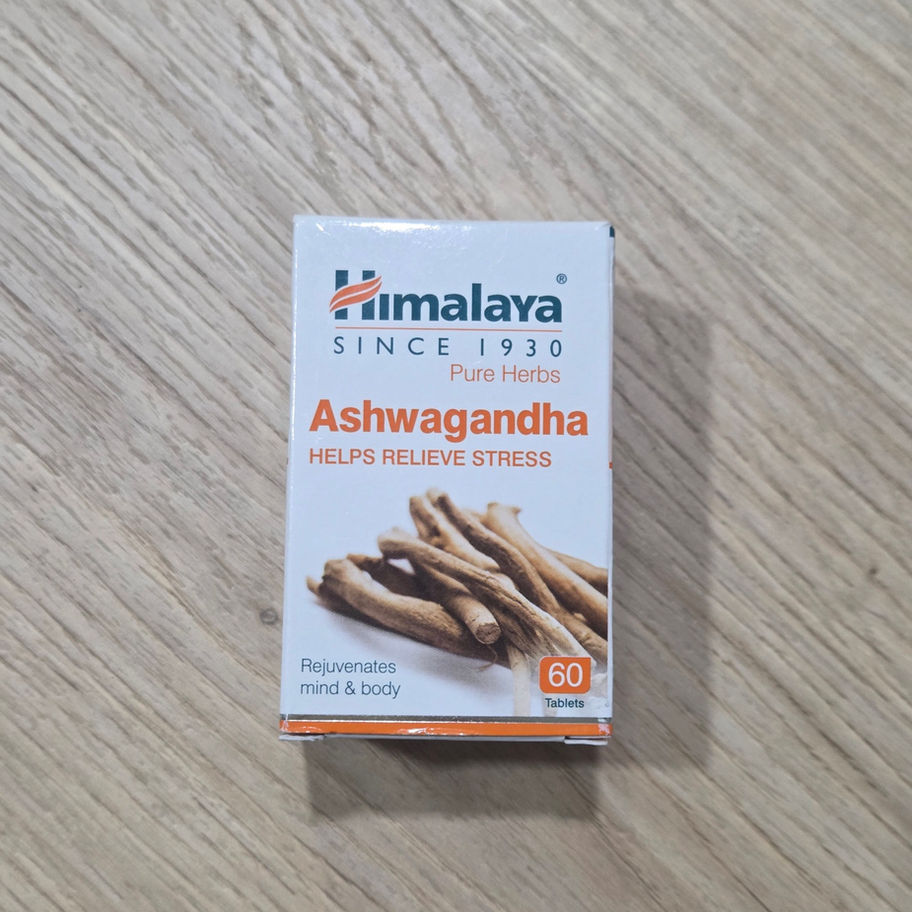 Himalaya®
SINCE 1930
Pure Herbs
Ashwagandha
HELPS RELIEVE STRESS
Rejuvenates
mind & body
60
Tablets